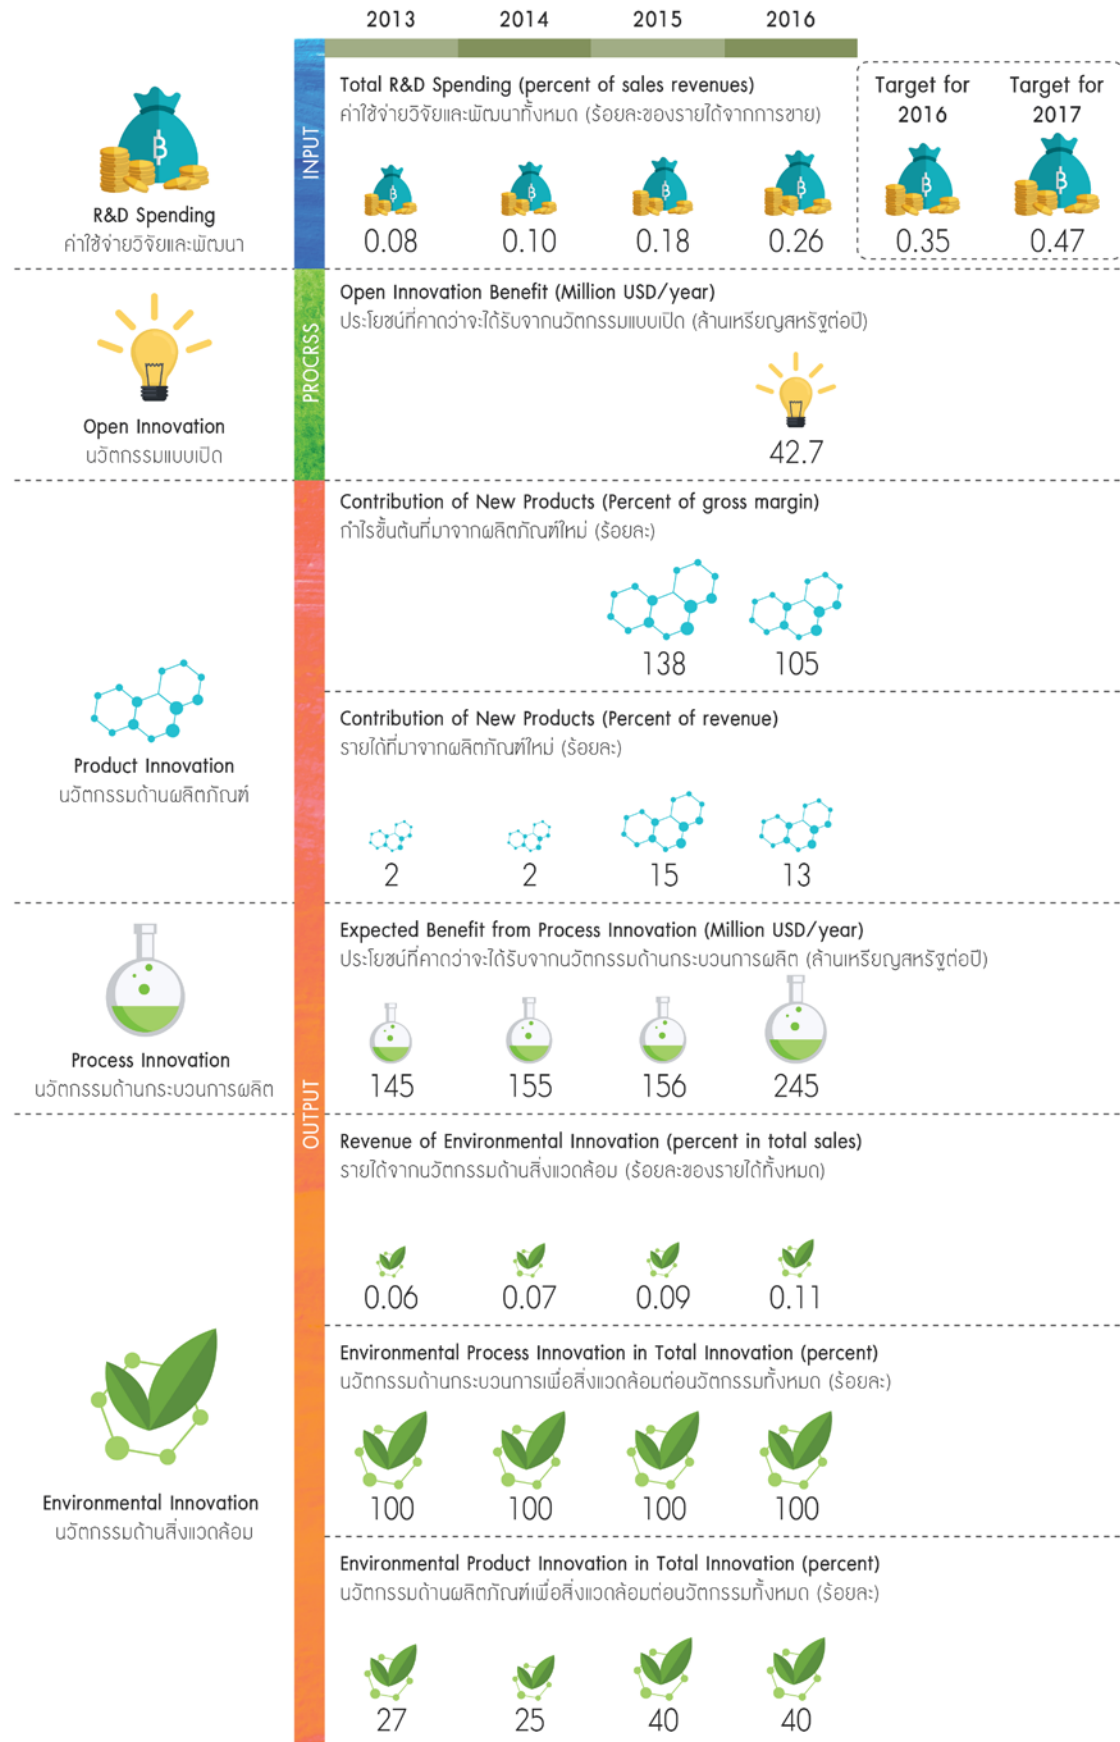 2013 2014 2015 2016
INPUT
R&D Spending
ค่าใช้จ่ายวิจัยและพัฒนา
Total R&D Spending (percent of sales revenues)
ค่าใช้จ่ายวิจัยและพัฒนาทั้งหมด (ร้อยละของรายได้จากการขาย)
0.08 0.10 0.18 0.26
Target for
2016
0.35
Target for
2017
0.47
PROCRSS
Open Innovation
นวัตกรรมแบบเปิด
Open Innovation Benefit (Million USD/year)
ประโยชน์ที่คาดว่าจะได้รับจากนวัตกรรมแบบเปิด (ล้านเหรียญสหรัฐต่อปี)
42.7
OUTPUT
Product Innovation
นวัตกรรมด้านผลิตภัณฑ์
Contribution of New Products (Percent of gross margin)
กำไรขั้นต้นที่มาจากผลิตภัณฑ์ใหม่ (ร้อยละ)
138 105
Contribution of New Products (Percent of revenue)
รายได้ที่มาจากผลิตภัณฑ์ใหม่ (ร้อยละ)
2 2 15 13
Process Innovation
นวัตกรรมด้านกระบวนการผลิต
Expected Benefit from Process Innovation (Million USD/year)
ประโยชน์ที่คาดว่าจะได้รับจากนวัตกรรมด้านกระบวนการผลิต (ล้านเหรียญสหรัฐต่อปี)
145 155 156 245
Environmental Innovation
นวัตกรรมด้านสิ่งแวดล้อม
Revenue of Environmental Innovation (percent in total sales)
รายได้จากนวัตกรรมด้านสิ่งแวดล้อม (ร้อยละของรายได้ทั้งหมด)
0.06 0.07 0.09 0.11
Environmental Process Innovation in Total Innovation (percent)
นวัตกรรมด้านกระบวนการเพื่อสิ่งแวดล้อมต่อนวัตกรรมทั้งหมด (ร้อยละ)
100 100 100 100
Environmental Product Innovation in Total Innovation (percent)
นวัตกรรมด้านผลิตภัณฑ์เพื่อสิ่งแวดล้อมต่อนวัตกรรมทั้งหมด (ร้อยละ)
27 25 40 40